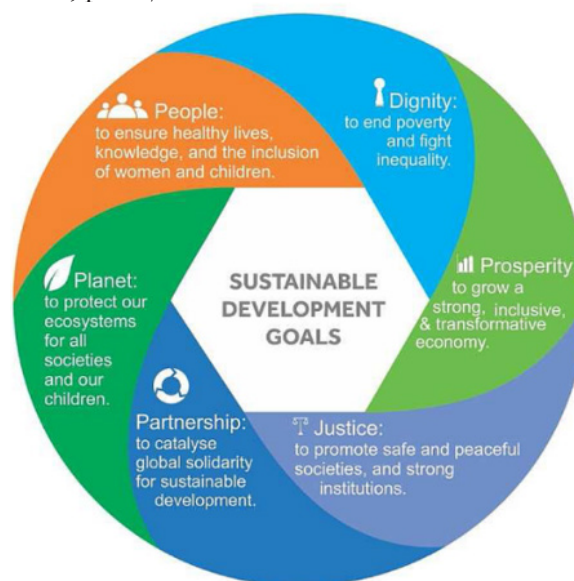 People:
to ensure healthy lives,
knowledge, and the inclusion
of women and children.
Dignity:
to end poverty
and fight
inequality.
Prosperity
to grow a
strong, inclusive,
& transformative
economy.
Justice:
to promote safe and peaceful
societies, and strong
institutions.
Partnership:
to catalyse
global solidarity
for sustainable
development.
Planet:
to protect our
ecosystems
for all
societies
and our
children.
SUSTAINABLE
DEVELOPMENT
GOALS